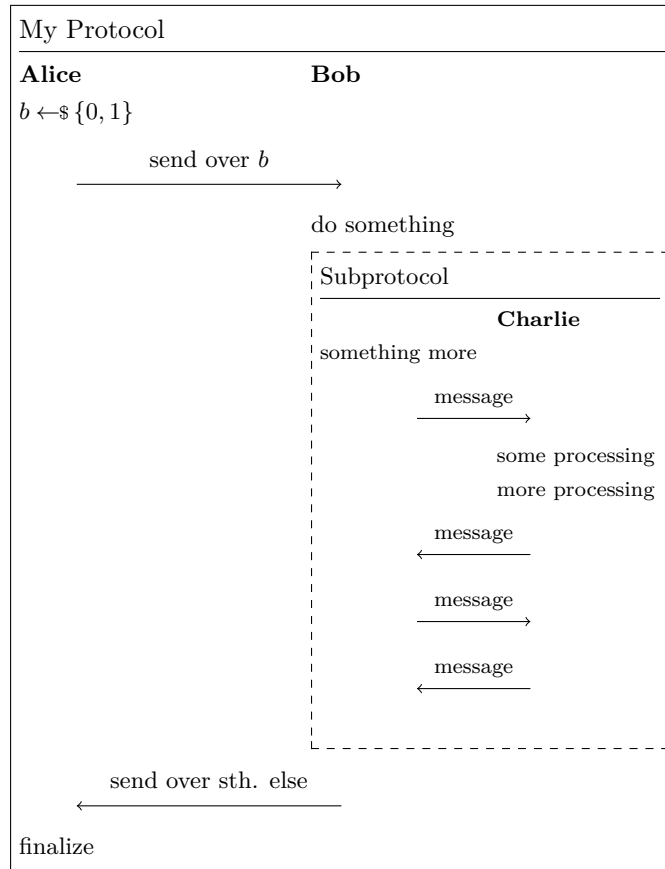 My Protocol
Alice Bob
b ←$ {0, 1}
send over b
do something
Subprotocol
Charlie
something more
message
some processing
more processing
message
message
message
send over sth. else
finalize